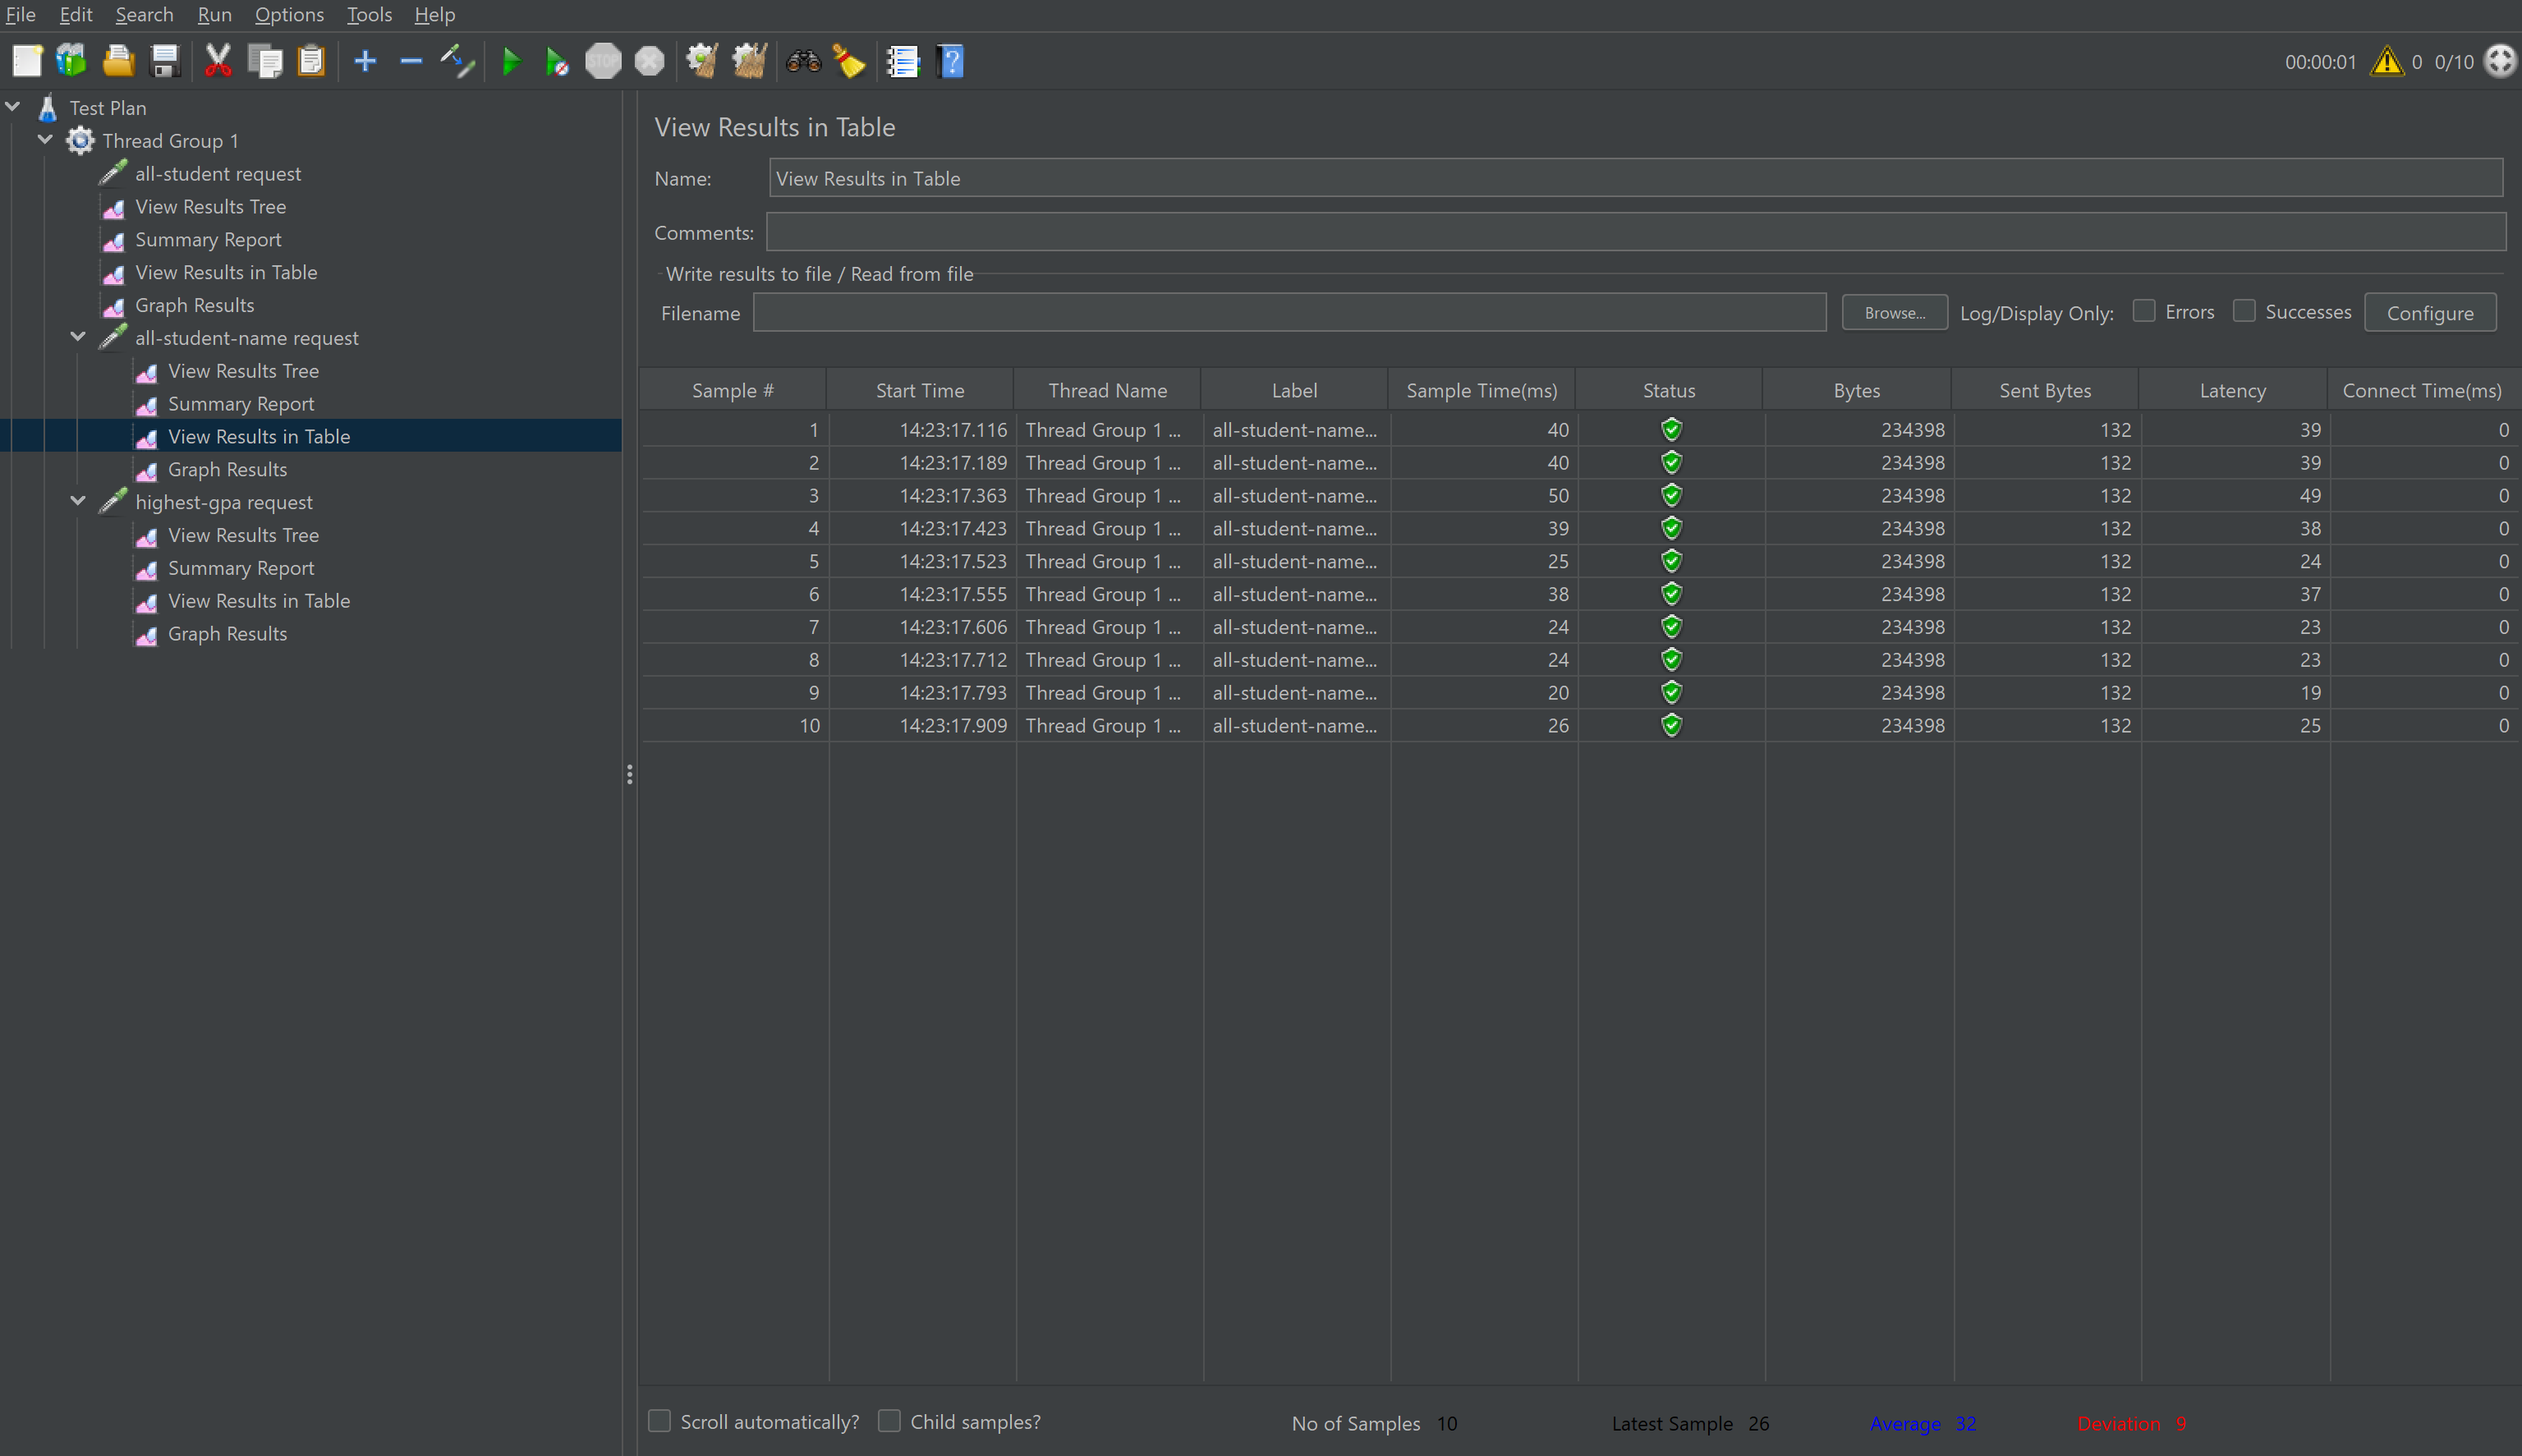 File Edit Search Run Options Tools Help
STOP
00:00:01 0 0/10
Test Plan
Thread Group 1
all-student request
View Results Tree
Summary Report
View Results in Table
Graph Results
all-student-name request
View Results Tree
Summary Report
View Results in Table
Graph Results
highest-gpa request
View Results Tree
Summary Report
View Results in Table
Graph Results
View Results in Table
Name: View Results in Table
Comments:
Write results to file / Read from file
Filename Browse... Log/Display Only: Errors Successes Configure
Sample # Start Time Thread Name Label Sample Time(ms) Status Bytes Sent Bytes Latency Connect Time(ms)
1 14:23:17.116 Thread Group 1 ... all-student-name... 40 234398 132 39 0
2 14:23:17.189 Thread Group 1 ... all-student-name... 40 234398 132 39 0
3 14:23:17.363 Thread Group 1 ... all-student-name... 50 234398 132 49 0
4 14:23:17.423 Thread Group 1 ... all-student-name... 39 234398 132 38 0
5 14:23:17.523 Thread Group 1 ... all-student-name... 25 234398 132 24 0
6 14:23:17.555 Thread Group 1 ... all-student-name... 38 234398 132 37 0
7 14:23:17.606 Thread Group 1 ... all-student-name... 24 234398 132 23 0
8 14:23:17.712 Thread Group 1 ... all-student-name... 24 234398 132 23 0
9 14:23:17.793 Thread Group 1 ... all-student-name... 20 234398 132 19 0
10 14:23:17.909 Thread Group 1 ... all-student-name... 26 234398 132 25 0
Scroll automatically? Child samples? No of Samples 10 Latest Sample 26 Average 32 Deviation 9